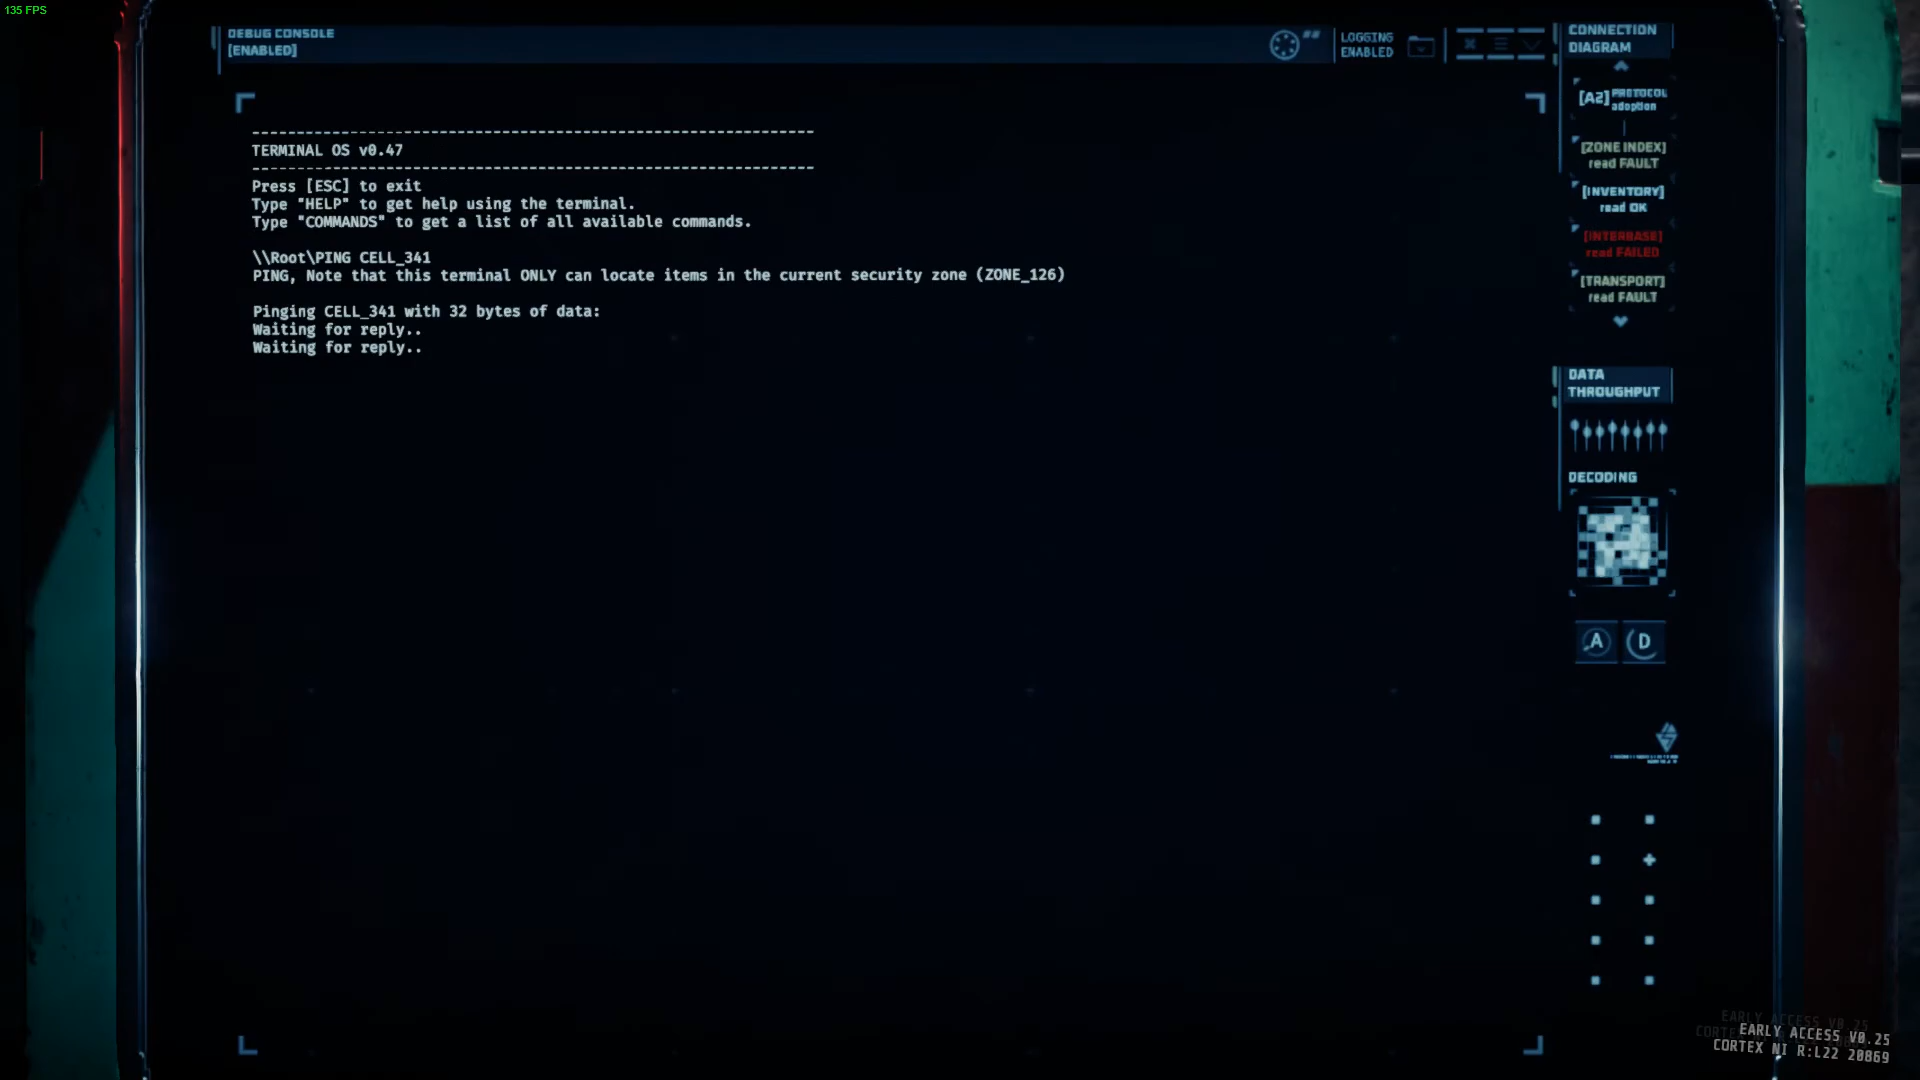 135 FPS
DEBUG CONSOLE
[ENABLED]
LOGGING
ENABLED
--------------------------------------------------------------
TERMINAL OS v0.47
--------------------------------------------------------------
Press [ESC] to exit
Type "HELP" to get help using the terminal.
Type "COMMANDS" to get a list of all available commands.
\\Root\PING CELL_341
PING, Note that this terminal ONLY can locate items in the current security zone (ZONE_126)
Pinging CELL_341 with 32 bytes of data:
Waiting for reply..
Waiting for reply..
CONNECTION
DIAGRAM
[A2] PROTOCOL
adoption
[ZONE INDEX]
read FAULT
[INVENTORY]
read OK
[INTERBASE]
read FAILED
[TRANSPORT]
read FAULT
DATA
THROUGHPUT
DECODING
A D
EARLY ACCESS V0.25
CORTEX NI R:L22 20869